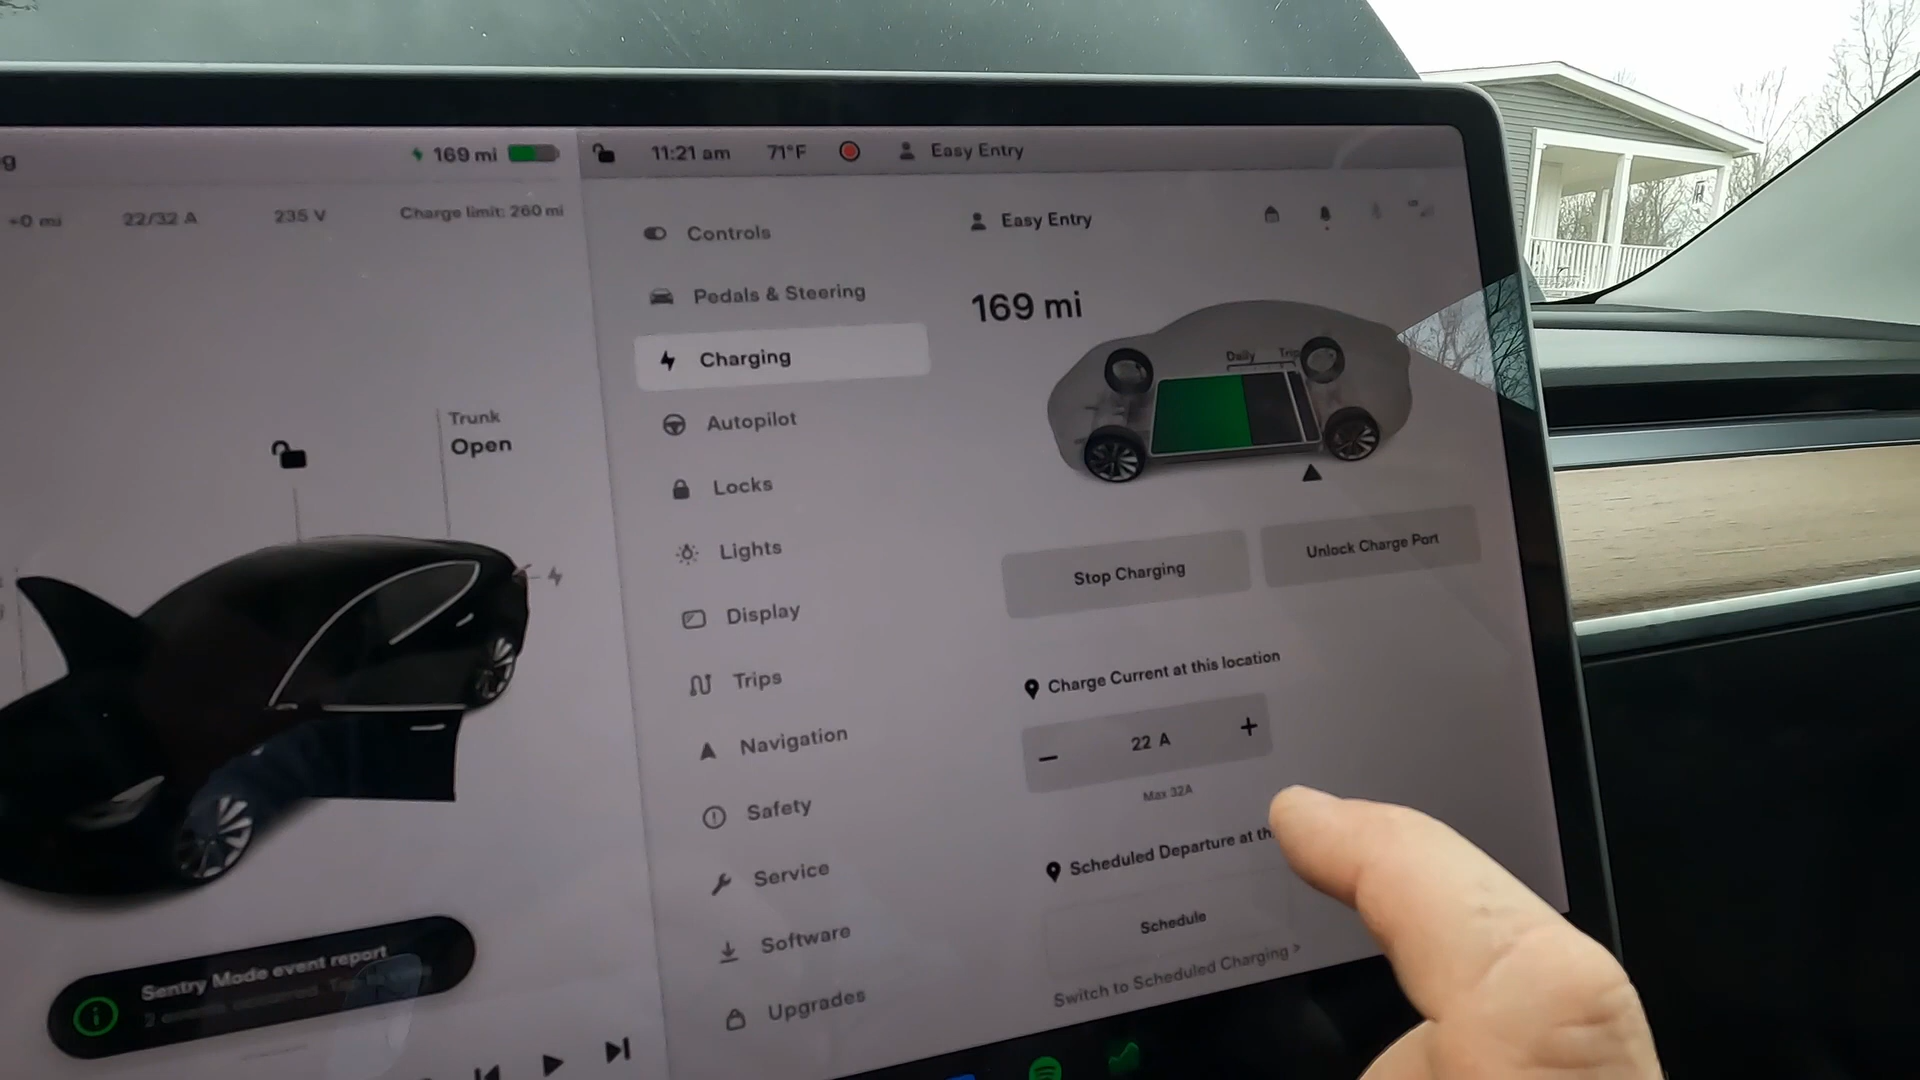 g
169 mi
+0 mi
22/32 A
235 V
Charge limit: 260 mi
Trunk
Open
Sentry Mode event report
11:21 am
71°F
Easy Entry
Controls
Pedals & Steering
Charging
Autopilot
Locks
Lights
Display
Trips
Navigation
Safety
Service
Software
Upgrades
Easy Entry
169 mi
Daily
Trip
Stop Charging
Unlock Charge Port
Charge Current at this location
− 22 A +
Max 32A
Scheduled Departure at th
Schedule
Switch to Scheduled Charging >